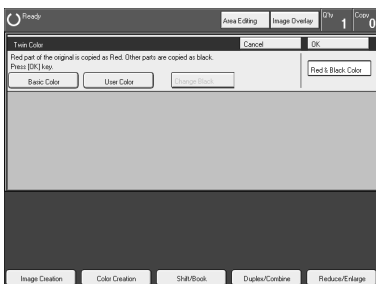 Ready
Area Editing
Image Overlay
Q'ty 1
Copy 0
Twin Color
Cancel
OK
Red part of the original is copied as Red. Other parts are copied as black.
Press [OK] key.
Red & Black Color
Basic Color
User Color
Change Black
Image Creation
Color Creation
Shift/Book
Duplex/Combine
Reduce/Enlarge